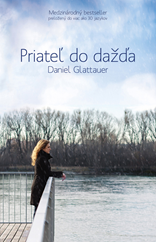 Medzinárodný bestseller
preložený do viac ako 30 jazykov
Priateľ do dažďa
Daniel Glattauer